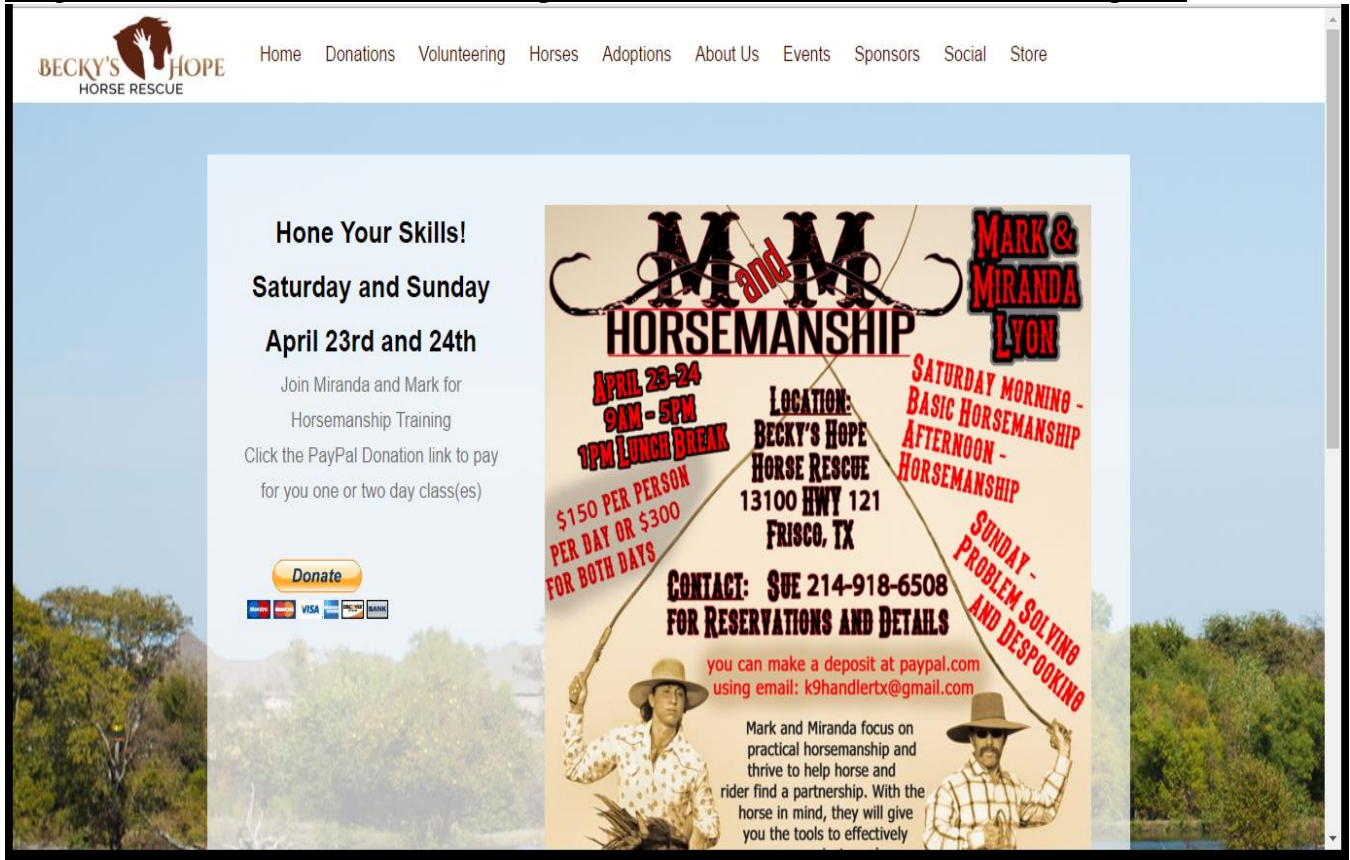 BECKY'S HOPE
HORSE RESCUE
Home Donations Volunteering Horses Adoptions About Us Events Sponsors Social Store
Hone Your Skills!
Saturday and Sunday
April 23rd and 24th
Join Miranda and Mark for
Horsemanship Training
Click the PayPal Donation link to pay
for you one or two day class(es)
Donate
VISA
BANK
M and M
HORSEMANSHIP
MARK &
MIRANDA
LYON
APRIL 23-24
9AM - 5PM
1PM LUNCH BREAK
$150 PER PERSON
PER DAY OR $300
FOR BOTH DAYS
LOCATION:
BECKY'S HOPE
HORSE RESCUE
13100 HWY 121
FRISCO, TX
SATURDAY MORNING -
BASIC HORSEMANSHIP
AFTERNOON -
HORSEMANSHIP
SUNDAY -
PROBLEM SOLVING
AND DESPOOKING
CONTACT: SUE 214-918-6508
FOR RESERVATIONS AND DETAILS
you can make a deposit at paypal.com
using email: k9handlertx@gmail.com
Mark and Miranda focus on
practical horsemanship and
thrive to help horse and
rider find a partnership. With the
horse in mind, they will give
you the tools to effectively